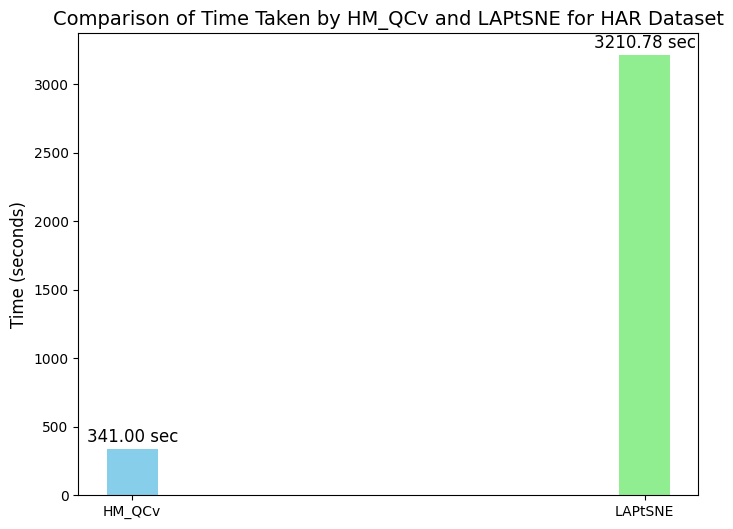 Comparison of Time Taken by HM_QCv and LAPtSNE for HAR Dataset
3210.78 sec
3000
2500
2000
1500
1000
500
0
Time (seconds)
341.00 sec
HM_QCv
LAPtSNE